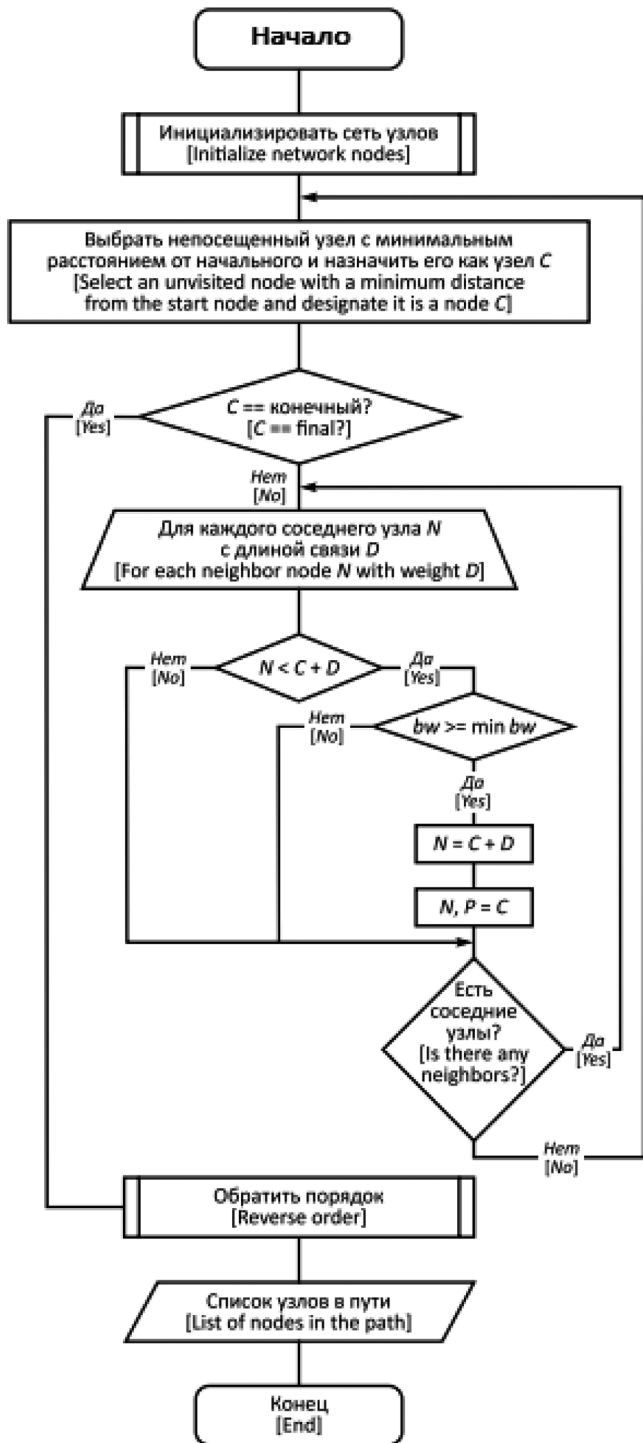 Начало
Инициализировать сеть узлов
[Initialize network nodes]
Выбрать непосещенный узел с минимальным
расстоянием от начального и назначить его как узел C
[Select an unvisited node with a minimum distance
from the start node and designate it is a node C]
C == конечный?
[C == final?]
Да
[Yes]
Нет
[No]
Для каждого соседнего узла N
с длиной связи D
[For each neighbor node N with weight D]
N < C + D
Нет
[No]
Да
[Yes]
bw >= min bw
Нет
[No]
Да
[Yes]
N = C + D
N, P = C
Есть
соседние
узлы?
[Is there any
neighbors?]
Да
[Yes]
Нет
[No]
Обратить порядок
[Reverse order]
Список узлов в пути
[List of nodes in the path]
Конец
[End]